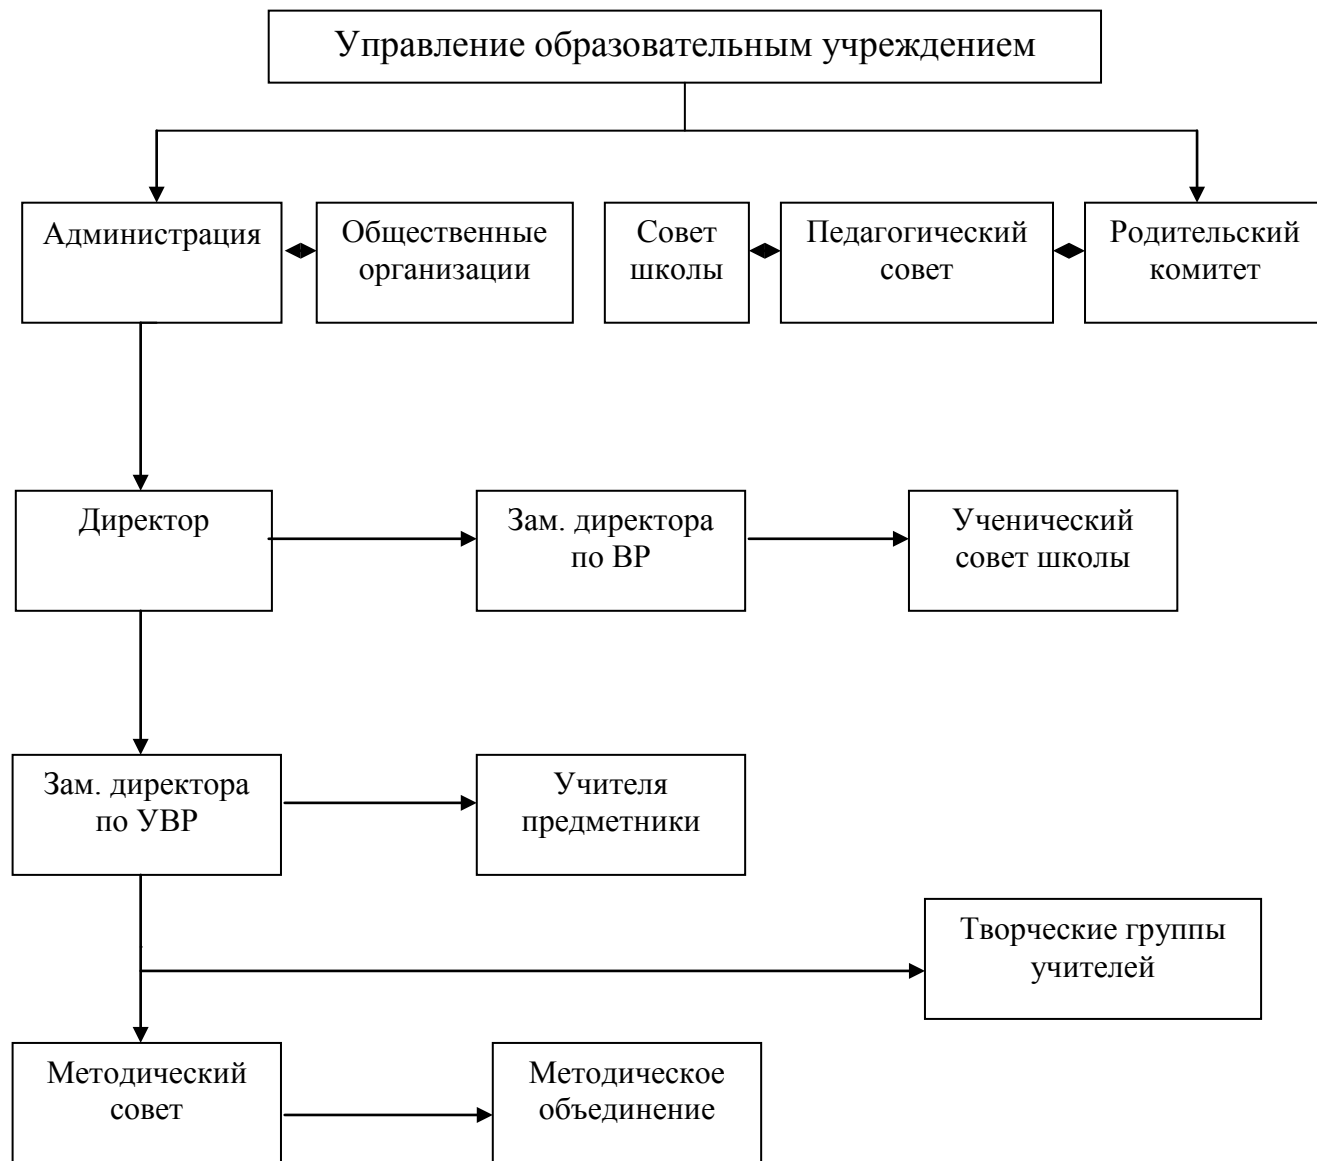 Управление образовательным учреждением
Администрация
Общественные
организации
Совет
школы
Педагогический
совет
Родительский
комитет
Директор
Зам. директора
по ВР
Ученический
совет школы
Зам. директора
по УВР
Учителя
предметники
Творческие группы
учителей
Методический
совет
Методическое
объединение